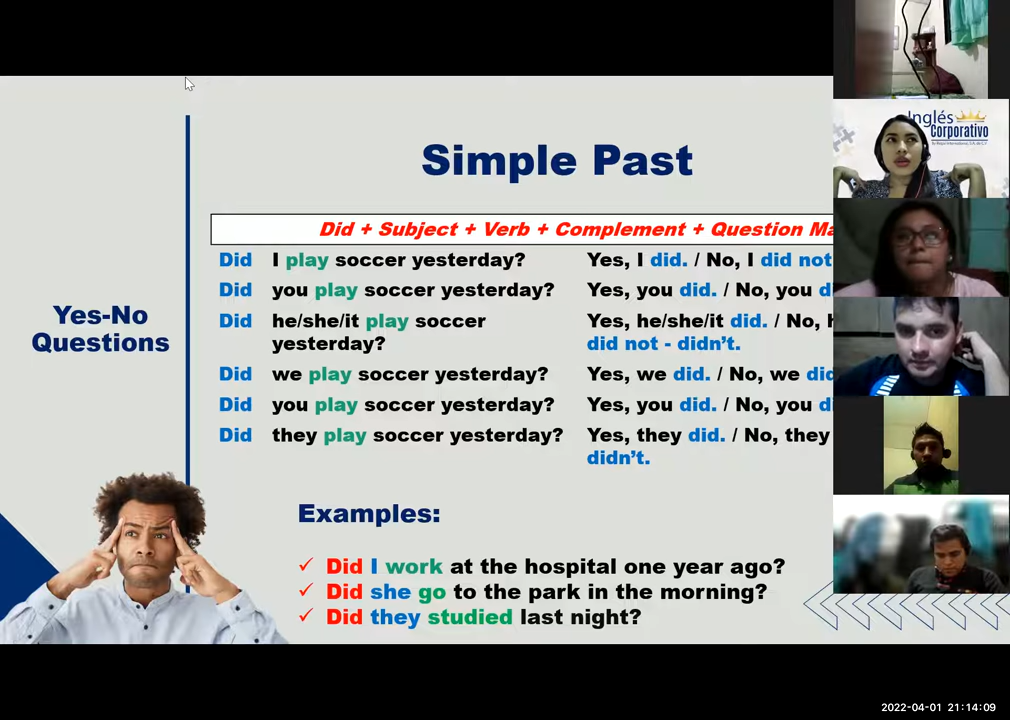 Inglés
Corporativo
Simple Past
Did + Subject + Verb + Complement + Question
Did I play soccer yesterday? Yes, I did. / No, I did not
Did you play soccer yesterday? Yes, you did. / No, you
Did he/she/it play soccer Yes, he/she/it did. / No,
yesterday? did not - didn't.
Yes-No
Questions
Did we play soccer yesterday? Yes, we did. / No, we did
Did you play soccer yesterday? Yes, you did. / No, you
Did they play soccer yesterday? Yes, they did. / No, they
didn't.
Examples:
✓ Did I work at the hospital one year ago?
✓ Did she go to the park in the morning?
✓ Did they studied last night?
2022-04-01 21:14:09